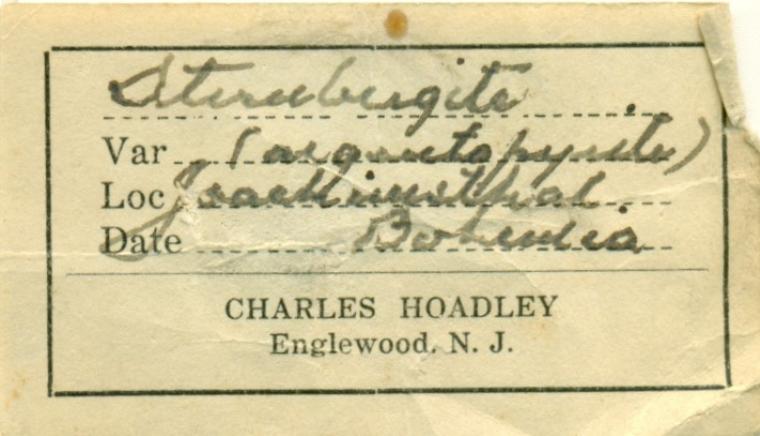 Sternbergite
Var (argentopyrite)
Loc Joachimsthal
Date Bohemia
CHARLES HOADLEY
Englewood, N. J.